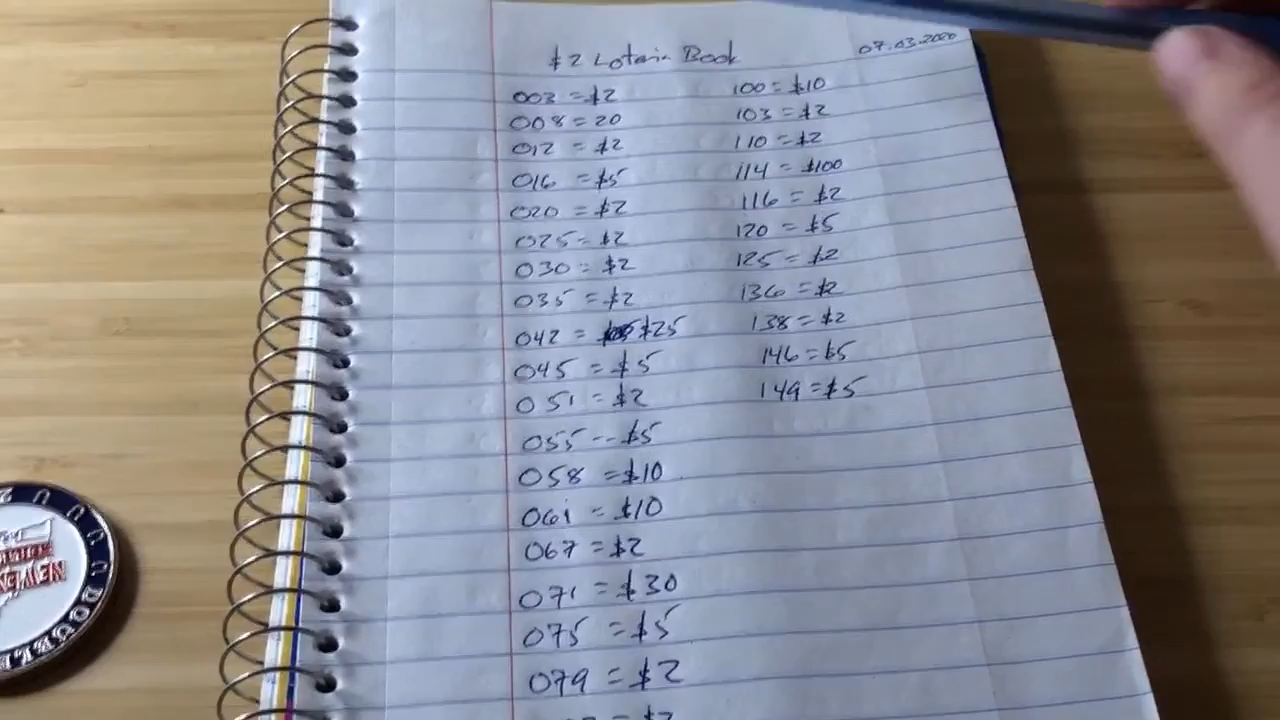 $2 Loteria Book
07.03.2020
003 = $2
008 = 20
012 = $2
016 = $5
020 = $2
025 = $2
030 = $2
035 = $2
042 = $25
045 = $5
051 = $2
055 -- $5
058 = $10
061 = $10
067 = $2
071 = $30
075 = $5
079 = $2
= $2
100 = $10
103 = $2
110 = $2
114 = $100
116 = $2
120 = $5
125 = $2
136 = $2
138 = $2
146 = $5
149 = $5
DOUBLE